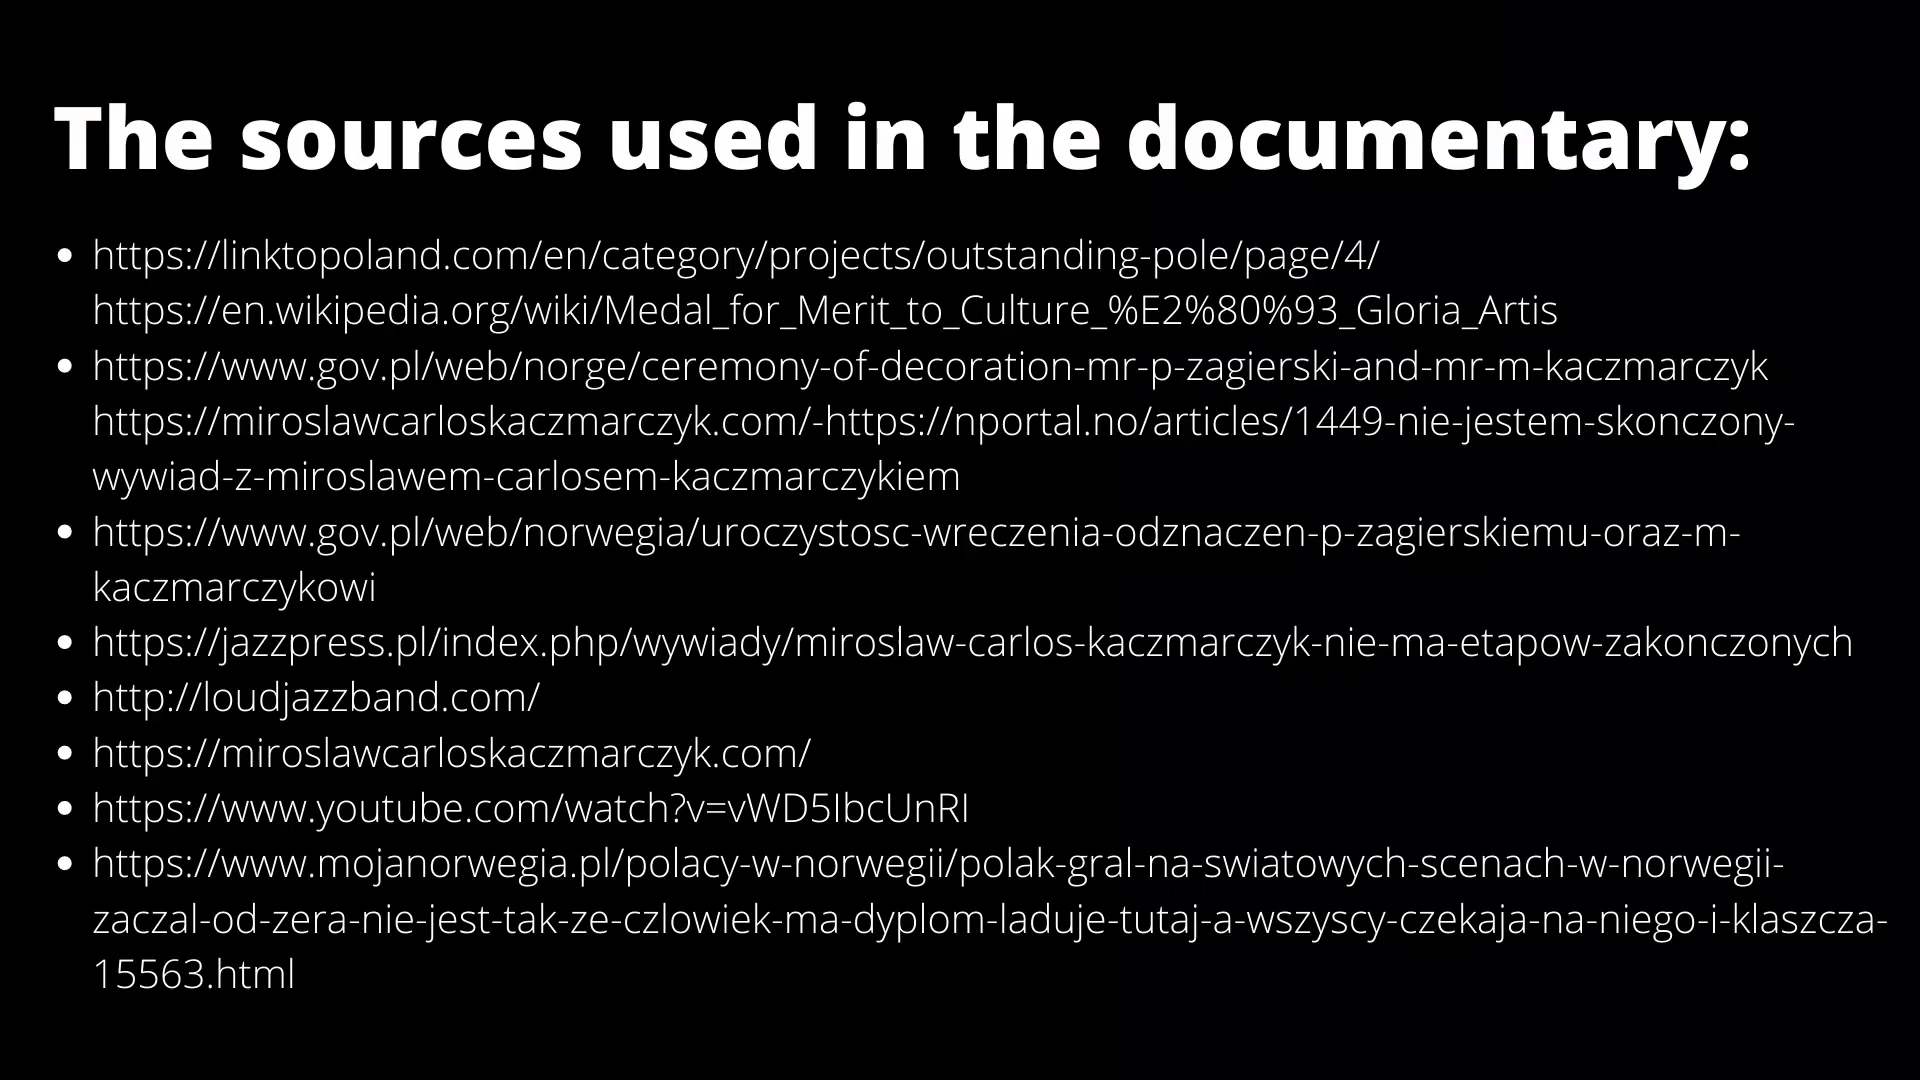 The sources used in the documentary:
• https://linktopoland.com/en/category/projects/outstanding-pole/page/4/
https://en.wikipedia.org/wiki/Medal_for_Merit_to_Culture_%E2%80%93_Gloria_Artis
• https://www.gov.pl/web/norge/ceremony-of-decoration-mr-p-zagierski-and-mr-m-kaczmarczyk
https://miroslawcarloskaczmarczyk.com/-https://nportal.no/articles/1449-nie-jestem-skonczony-
wywiad-z-miroslawem-carlosem-kaczmarczykiem
• https://www.gov.pl/web/norwegia/uroczystosc-wreczenia-odznaczen-p-zagierskiemu-oraz-m-
kaczmarczykowi
• https://jazzpress.pl/index.php/wywiady/miroslaw-carlos-kaczmarczyk-nie-ma-etapow-zakonczonych
• http://loudjazzband.com/
• https://miroslawcarloskaczmarczyk.com/
• https://www.youtube.com/watch?v=vWD5IbcUnRI
• https://www.mojanorwegia.pl/polacy-w-norwegii/polak-gral-na-swiatowych-scenach-w-norwegii-
zaczal-od-zera-nie-jest-tak-ze-czlowiek-ma-dyplom-laduje-tutaj-a-wszyscy-czekaja-na-niego-i-klaszcza-
15563.html